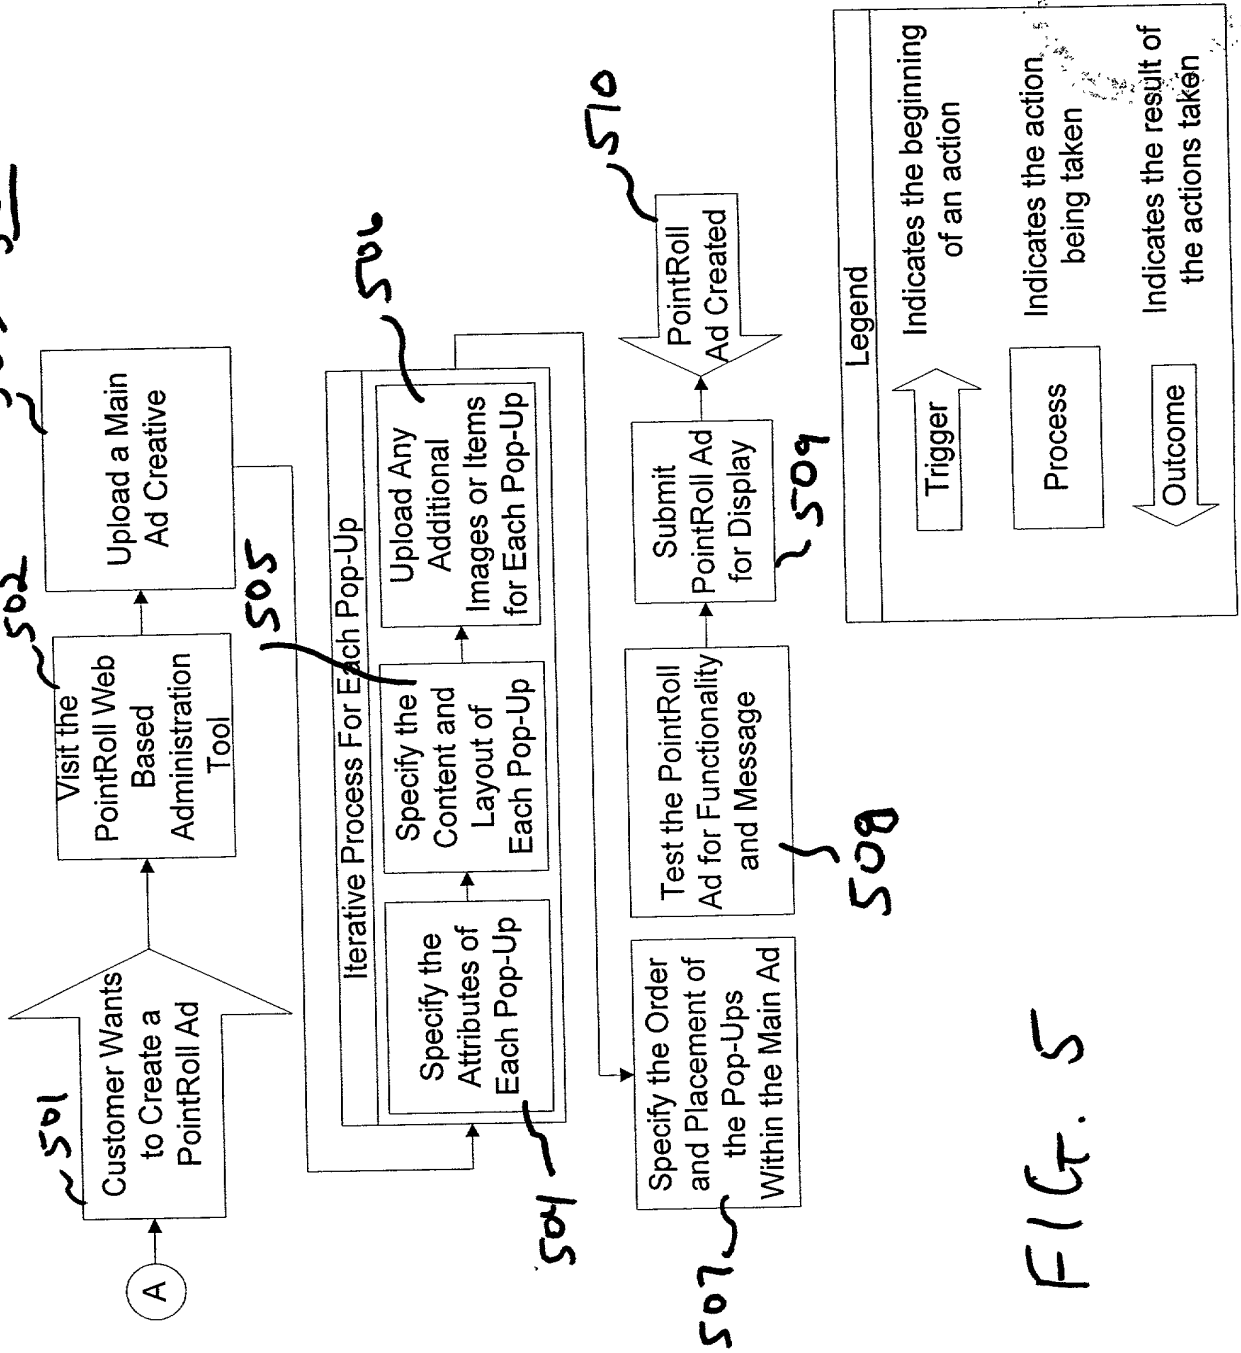 A
501
Customer Wants
to Create a
PointRoll Ad
502
Visit the
PointRoll Web
Based
Administration
Tool
Upload a Main
Ad Creative
Iterative Process For Each Pop-Up
504
Specify the
Attributes of
Each Pop-Up
505
Specify the
Content and
Layout of
Each Pop-Up
506
Upload Any
Additional
Images or Items
for Each Pop-Up
507
Specify the Order
and Placement of
the Pop-Ups
Within the Main Ad
508
Test the PointRoll
Ad for Functionality
and Message
509
Submit
PointRoll Ad
for Display
510
PointRoll
Ad Created
Legend
Trigger
Indicates the beginning
of an action
Process
Indicates the action
being taken
Outcome
Indicates the result of
the actions taken
FIG. 5